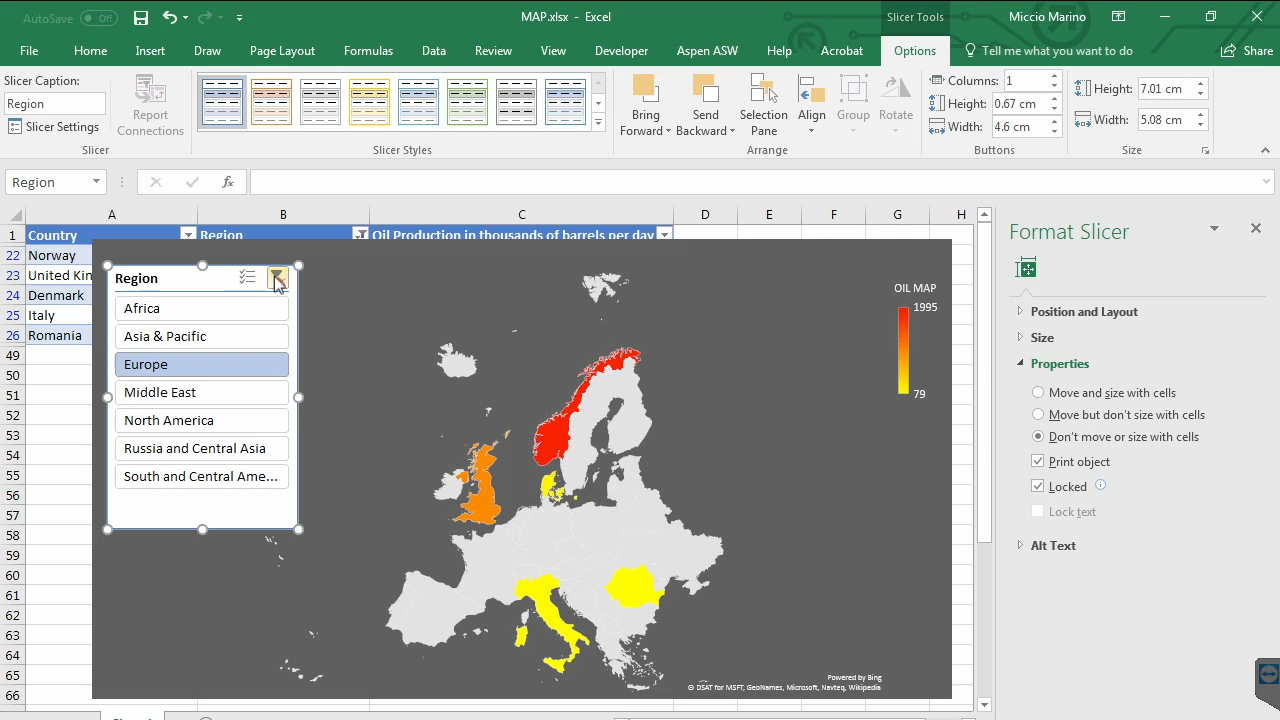 AutoSave Off MAP.xlsx - Excel Slicer Tools Miccio Marino
File Home Insert Draw Page Layout Formulas Data Review View Developer Aspen ASW Help Acrobat Options Tell me what you want to do Share
Slicer Caption:
Region
Slicer Settings
Report Connections
Slicer
Slicer Styles
Bring Forward
Send Backward
Selection Pane
Align
Group
Rotate
Arrange
Columns: 1
Height: 0.67 cm
Width: 4.6 cm
Buttons
Height: 7.01 cm
Width: 5.08 cm
Size
Region fx
A B C D E F G H
1 Country Region Oil Production in thousands of barrels per day
22 Norway
23 United Kin
24 Denmark
25 Italy
26 Romania
49
50
51
52
53
54
55
56
57
58
59
60
61
62
63
64
65
66
Region
Africa
Asia & Pacific
Europe
Middle East
North America
Russia and Central Asia
South and Central Ame...
OIL MAP
1995
79
Powered by Bing
© DSAT for MSFT, GeoNames, Microsoft, Navteq, Wikipedia
Format Slicer
Position and Layout
Size
Properties
Move and size with cells
Move but don't size with cells
Don't move or size with cells
Print object
Locked
Lock text
Alt Text